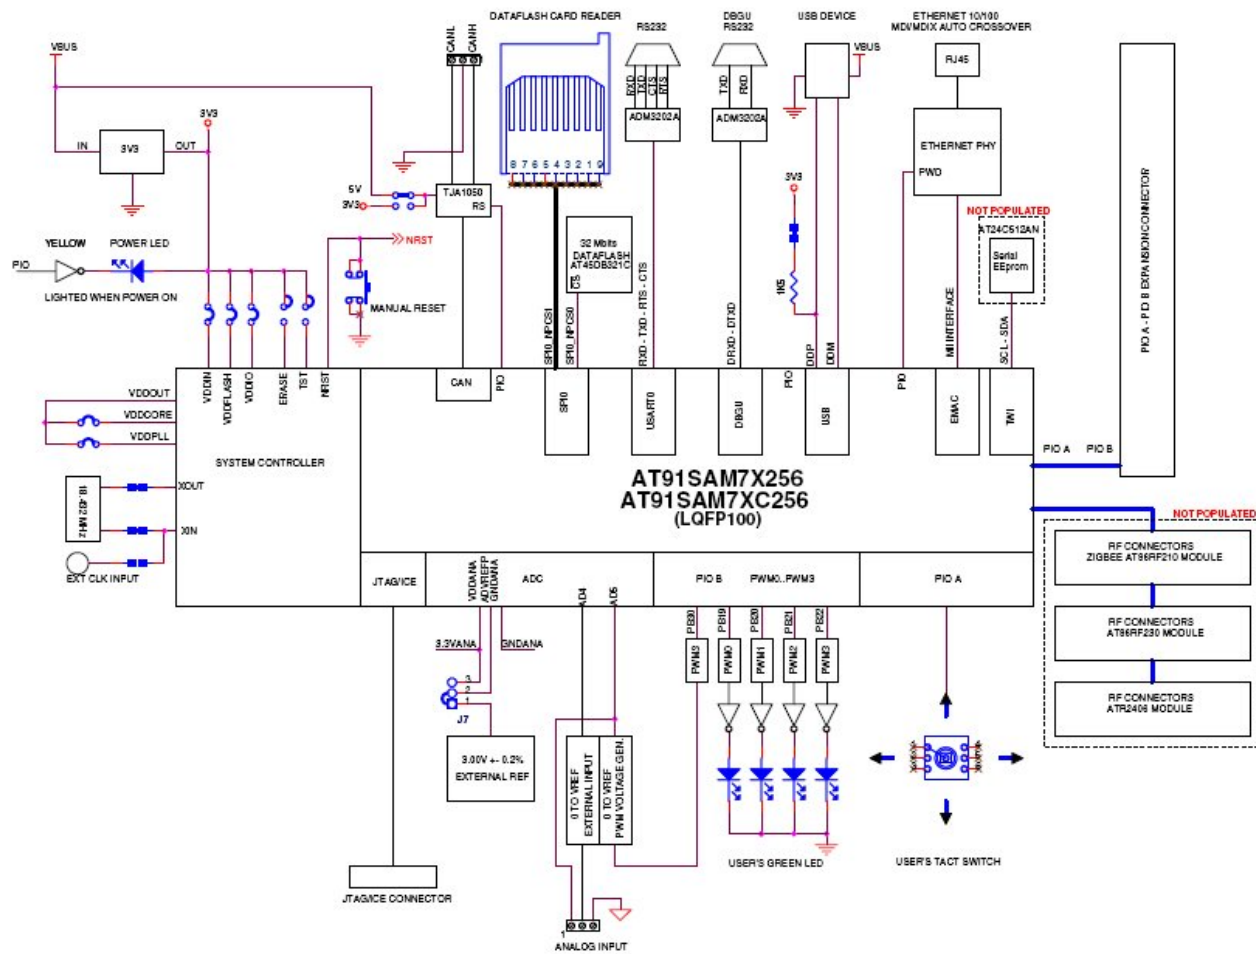 DATAFLASH CARD READER
RS232
DBGU
RS232
USB DEVICE
ETHERNET 10/100
MDI/MDIX AUTO CROSSOVER
VBUS
CANL
CANH
VBUS
RJ45
RXD
TXD
CTS
RTS
TXD
RXD
ADM3202A
ADM3202A
3V3
IN
3V3
OUT
ETHERNET PHY
PWD
8 7 6 5 4 3 2 1 9
5V
3V3
TJA1050
RS
3V3
NOT POPULATED
AT24C512AN
Serial
EEprom
PIO A - PIO B EXPANSION CONNECTOR
32 Mbits
DATAFLASH
AT45DB321C
CS
NRST
YELLOW
POWER LED
PIO
LIGHTED WHEN POWER ON
MANUAL RESET
1K5
SPI0_NPCS1
SPI0_NPCS0
RXD - TXD - RTS - CTS
DRXD - DTXD
DDP
DDM
MII INTERFACE
SCL - SDA
VDDIN
VDDFLASH
VDDIO
ERASE
TST
NRST
CAN
PIO
SPI0
USART0
DBGU
PIO
USB
PIO
EMAC
TWI
VDDOUT
VDDCORE
VDDPLL
SYSTEM CONTROLLER
PIO A
PIO B
AT91SAM7X256
AT91SAM7XC256
(LQFP100)
18.432 MHz
XOUT
XIN
EXT CLK INPUT
NOT POPULATED
RF CONNECTORS
ZIGBEE AT86RF210 MODULE
RF CONNECTORS
AT86RF230 MODULE
RF CONNECTORS
ATR2406 MODULE
JTAG/ICE
VDDANA
ADVREFP
GNDANA
ADC
AD4
AD5
PIO B
PWM0..PWM3
PIO A
3.3VANA
GNDANA
PB30
PB19
PB20
PB21
PB22
PWMS
PWM0
PWM1
PWM2
PWM3
3
2
1
J7
3.00V +- 0.2%
EXTERNAL REF
0 TO VREF
EXTERNAL INPUT
0 TO VREF
PWM VOLTAGE GEN.
USER'S GREEN LED
USER'S TACT SWITCH
JTAG/ICE CONNECTOR
1
ANALOG INPUT